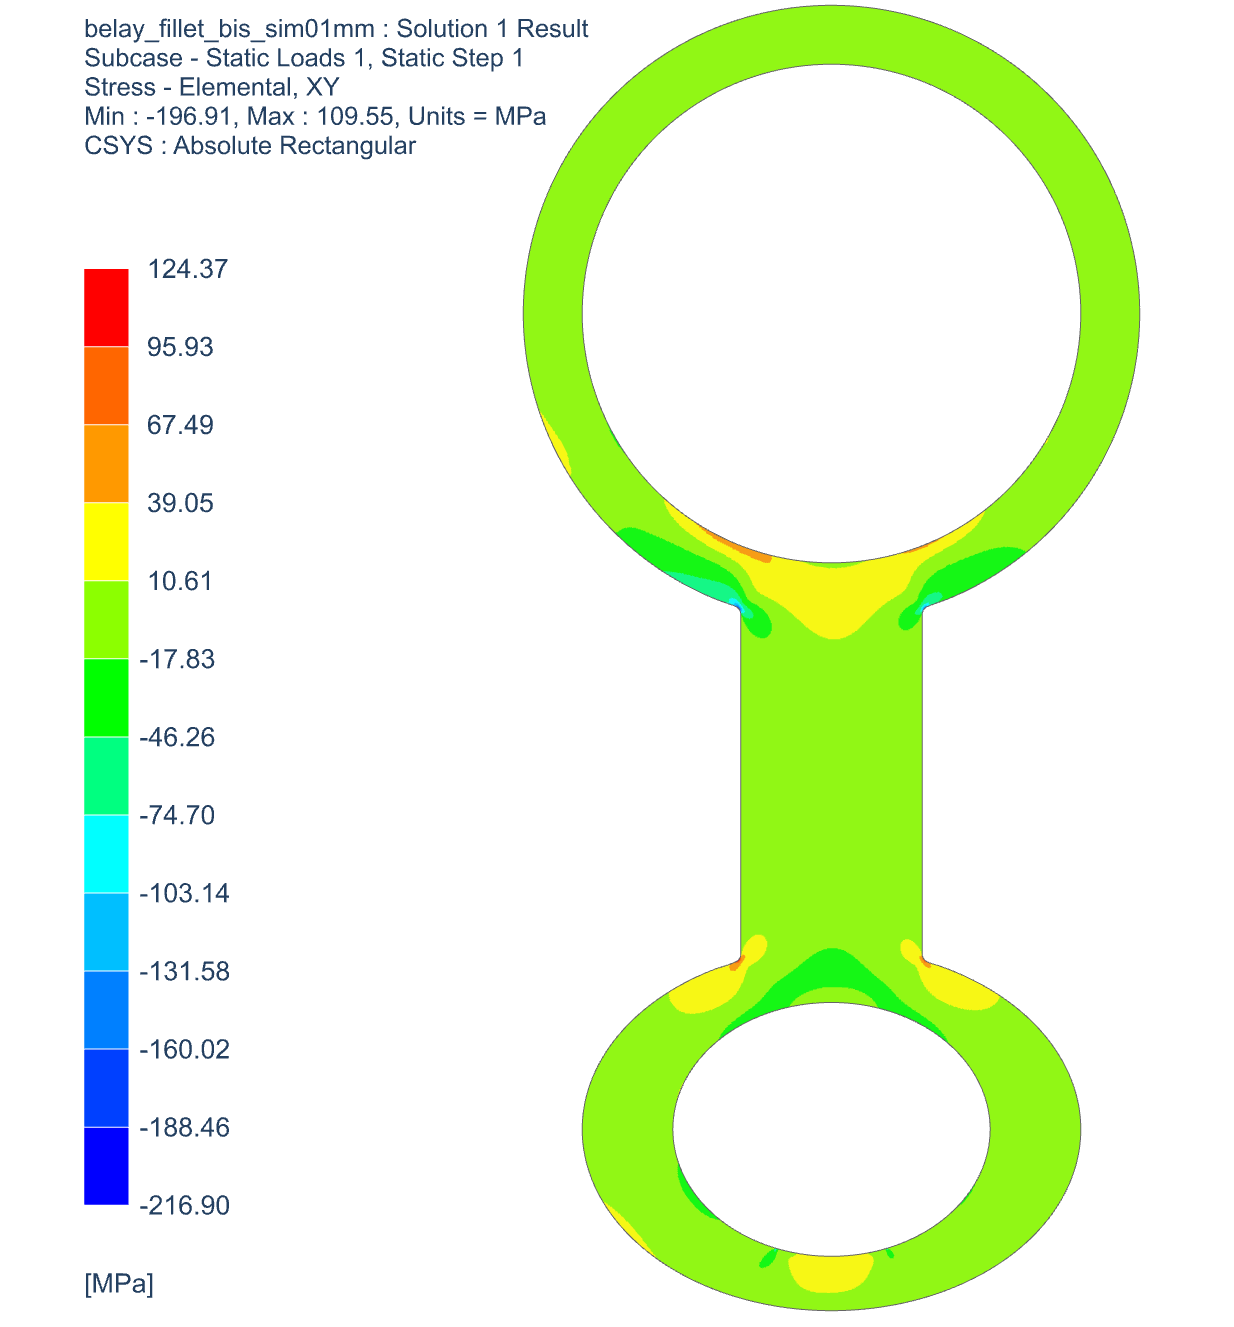 belay_fillet_bis_sim01mm : Solution 1 Result
Subcase - Static Loads 1, Static Step 1
Stress - Elemental, XY
Min : -196.91, Max : 109.55, Units = MPa
CSYS : Absolute Rectangular
124.37
95.93
67.49
39.05
10.61
-17.83
-46.26
-74.70
-103.14
-131.58
-160.02
-188.46
-216.90
[MPa]